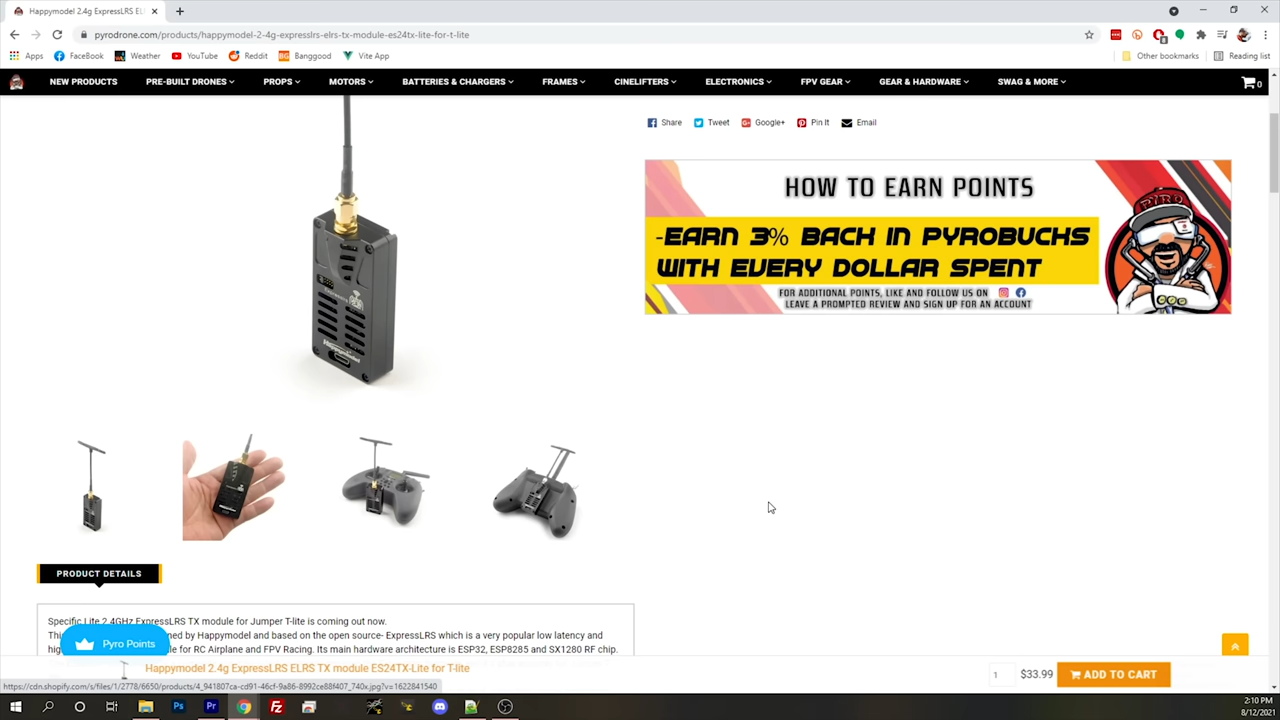 Happymodel 2.4g ExpressLRS EL
pyrodrone.com/products/happymodel-2-4g-expresslrs-elrs-tx-module-es24tx-lite-for-t-lite
Apps FaceBook Weather YouTube Reddit Banggood Vite App Other bookmarks Reading list
NEW PRODUCTS PRE-BUILT DRONES PROPS MOTORS BATTERIES & CHARGERS FRAMES CINELIFTERS ELECTRONICS FPV GEAR GEAR & HARDWARE SWAG & MORE 0
Share Tweet Google+ Pin It Email
HOW TO EARN POINTS
-EARN 3% BACK IN PYROBUCHS
WITH EVERY DOLLAR SPENT
FOR ADDITIONAL POINTS, LIKE AND FOLLOW US ON
LEAVE A PROMPTED REVIEW AND SIGN UP FOR AN ACCOUNT
PYRO
Happymodel
PRODUCT DETAILS
Specific Lite 2.4GHz ExpressLRS TX module for Jumper T-lite is coming out now.
ned by Happymodel and based on the open source- ExpressLRS which is a very popular low latency and
for RC Airplane and FPV Racing. Its main hardware architecture is ESP32, ESP8285 and SX1280 RF chip.
Pyro Points
Happymodel 2.4g ExpressLRS ELRS TX module ES24TX-Lite for T-lite
1 $33.99 ADD TO CART
https://cdn.shopify.com/s/files/1/2778/6650/products/4_941807ca-cd91-46cf-9a86-8992ce88f407_740x.jpg?v=1622841540
2:10 PM
8/12/2021